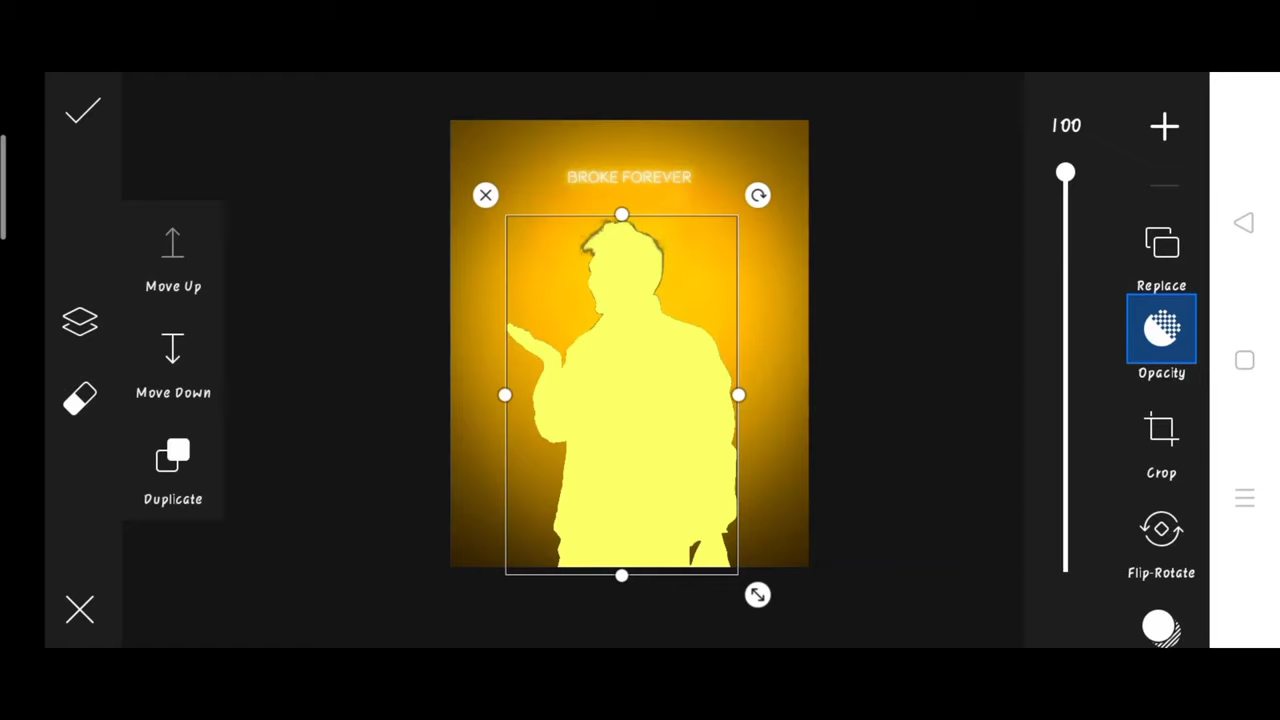 100
BROKE FOREVER
Move Up
Replace
Opacity
Move Down
Crop
Duplicate
Flip-Rotate